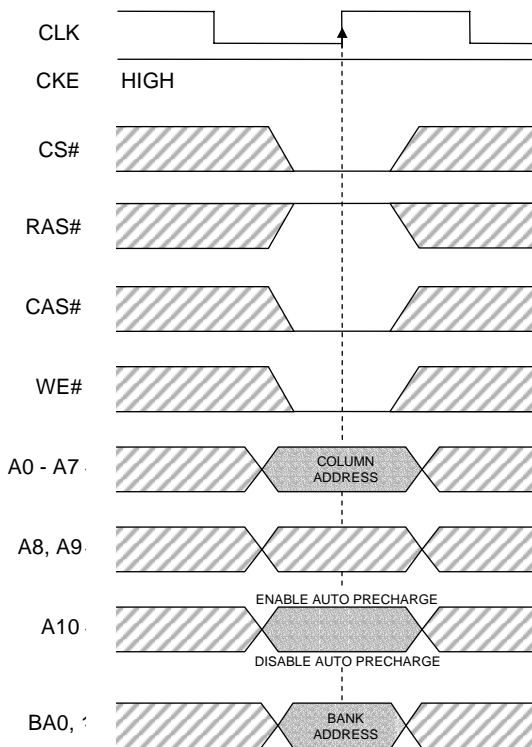 CLK
CKE HIGH
CS#
RAS#
CAS#
WE#
A0 - A7
COLUMN
ADDRESS
A8, A9
ENABLE AUTO PRECHARGE
A10
DISABLE AUTO PRECHARGE
BA0,
BANK
ADDRESS